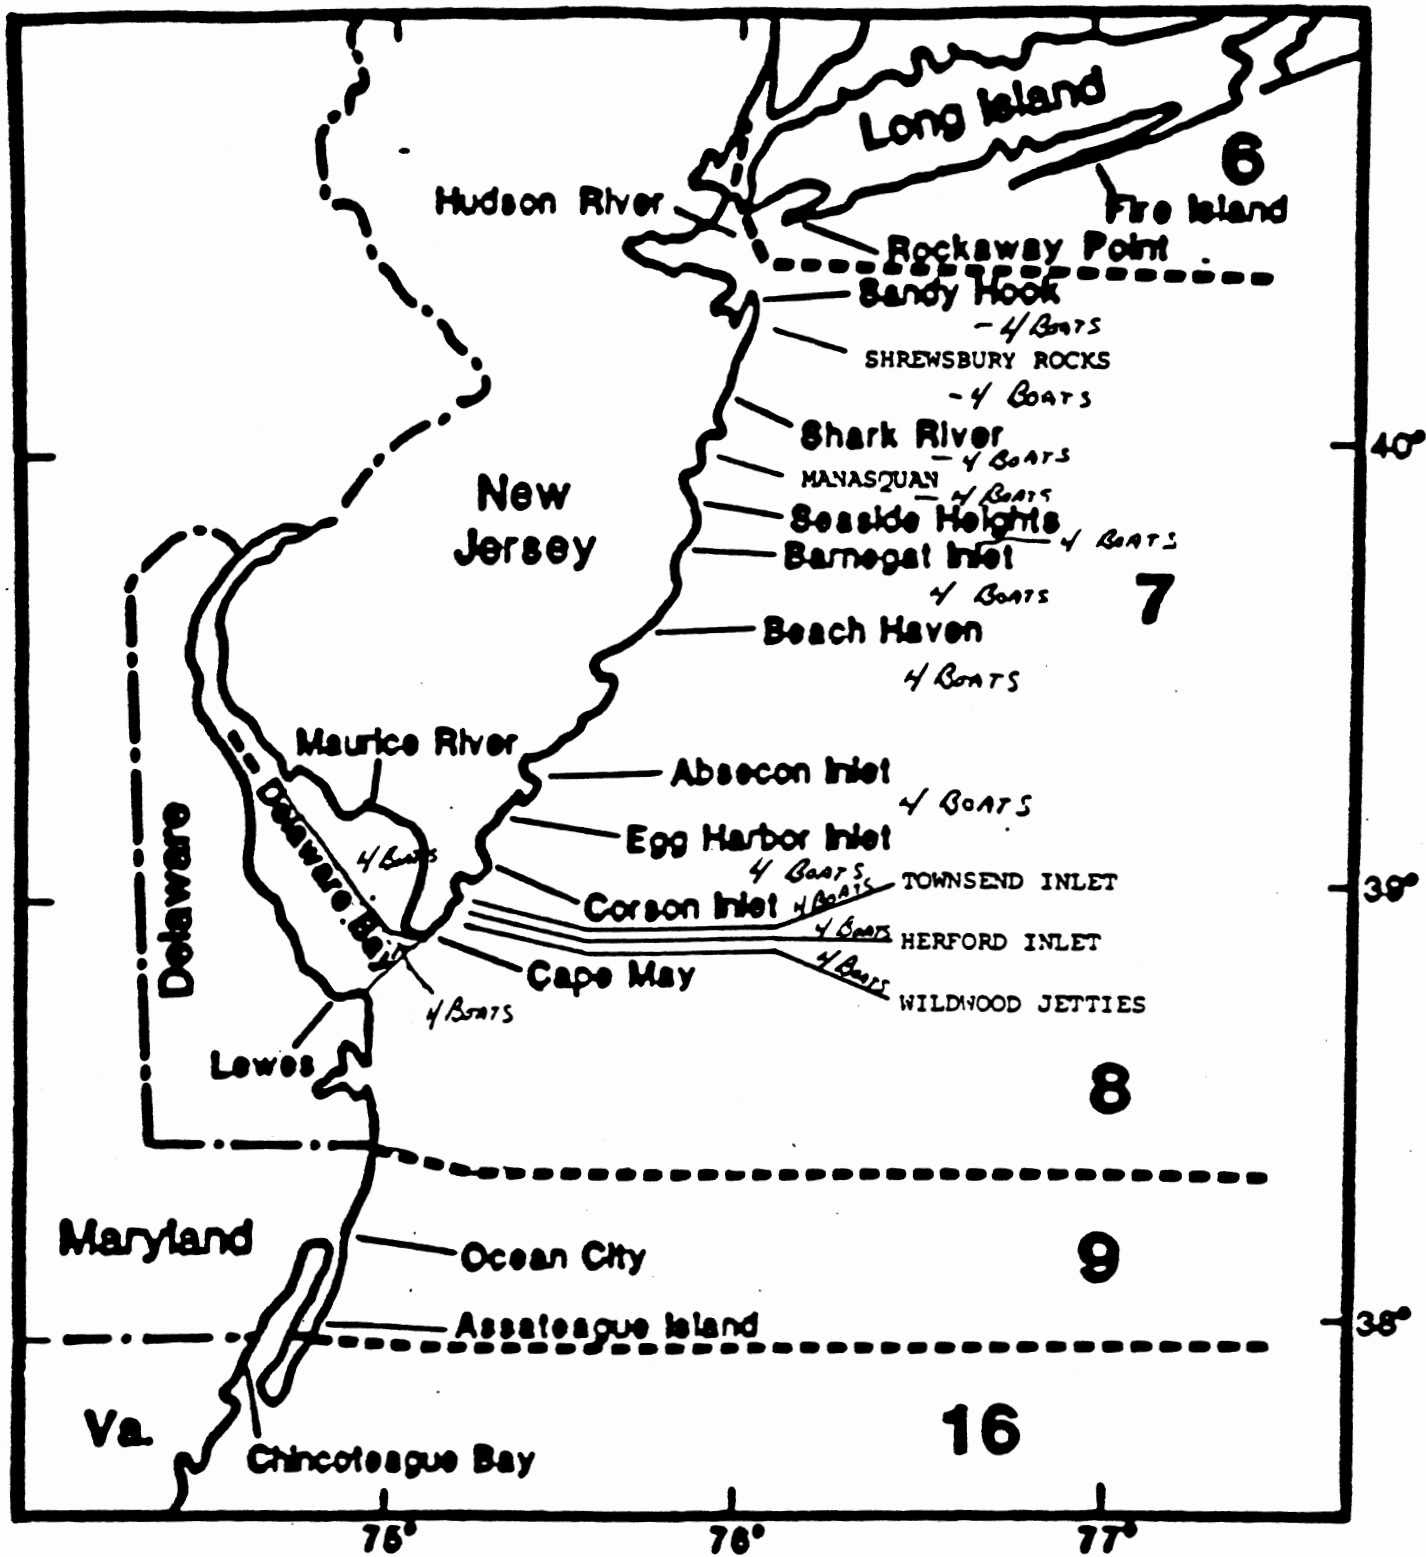 Long Island
6
Hudson River
Fire Island
Rockaway Point
Sandy Hook
- 4 BOATS
SHREWSBURY ROCKS
- 4 BOATS
Shark River
- 4 BOATS
40°
MANASQUAN
- 4 BOATS
New
Jersey
Seaside Heights
- 4 BOATS
Barnegat Inlet
4 BOATS
7
Beach Haven
4 BOATS
Maurice River
Absecon Inlet
4 BOATS
Delaware
Delaware Bay
4 BOATS
Egg Harbor Inlet
4 BOATS
Corson Inlet
4 BOATS
TOWNSEND INLET
39°
4 BOATS
HERFORD INLET
Cape May
4 BOATS
WILDWOOD JETTIES
4 BOATS
Lewes
8
Maryland
Ocean City
9
Assateague Island
38°
Va.
16
Chincoteague Bay
75°
76°
77°